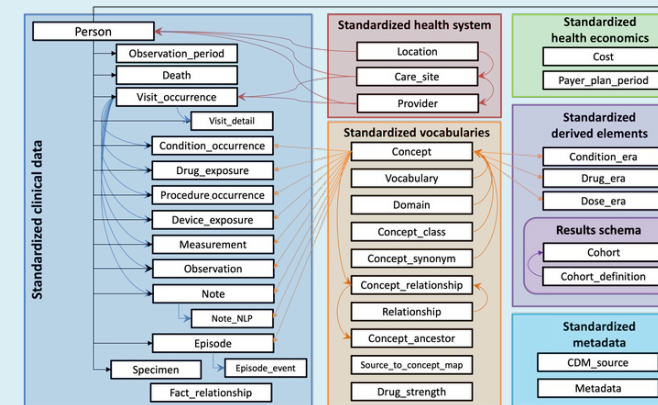 Standardized clinical data
Person
Observation_period
Death
Visit_occurrence
Visit_detail
Condition_occurrence
Drug_exposure
Procedure_occurrence
Device_exposure
Measurement
Observation
Note
Note_NLP
Episode
Specimen
Episode_event
Fact_relationship
Standardized health system
Location
Care_site
Provider
Standardized vocabularies
Concept
Vocabulary
Domain
Concept_class
Concept_synonym
Concept_relationship
Relationship
Concept_ancestor
Source_to_concept_map
Drug_strength
Standardized
health economics
Cost
Payer_plan_period
Standardized
derived elements
Condition_era
Drug_era
Dose_era
Results schema
Cohort
Cohort_definition
Standardized
metadata
CDM_source
Metadata